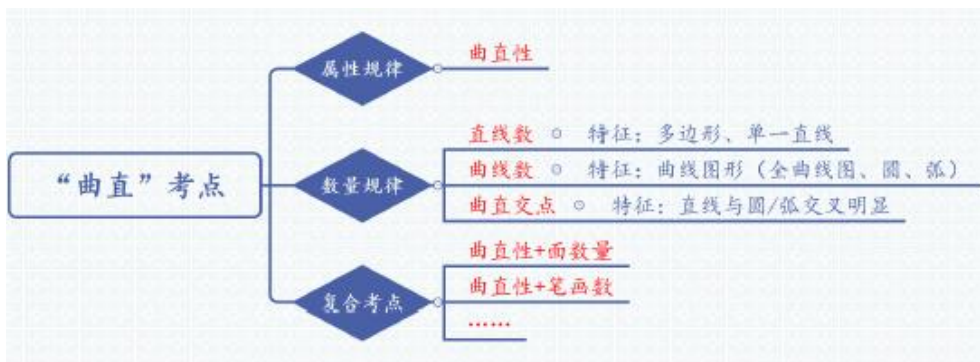 “曲直”考点
属性规律
曲直性
数量规律
直线数 特征：多边形、单一直线
曲线数 特征：曲线图形（全曲线图、圆、弧）
曲直交点 特征：直线与圆/弧交叉明显
复合考点
曲直性+面数量
曲直性+笔画数
……